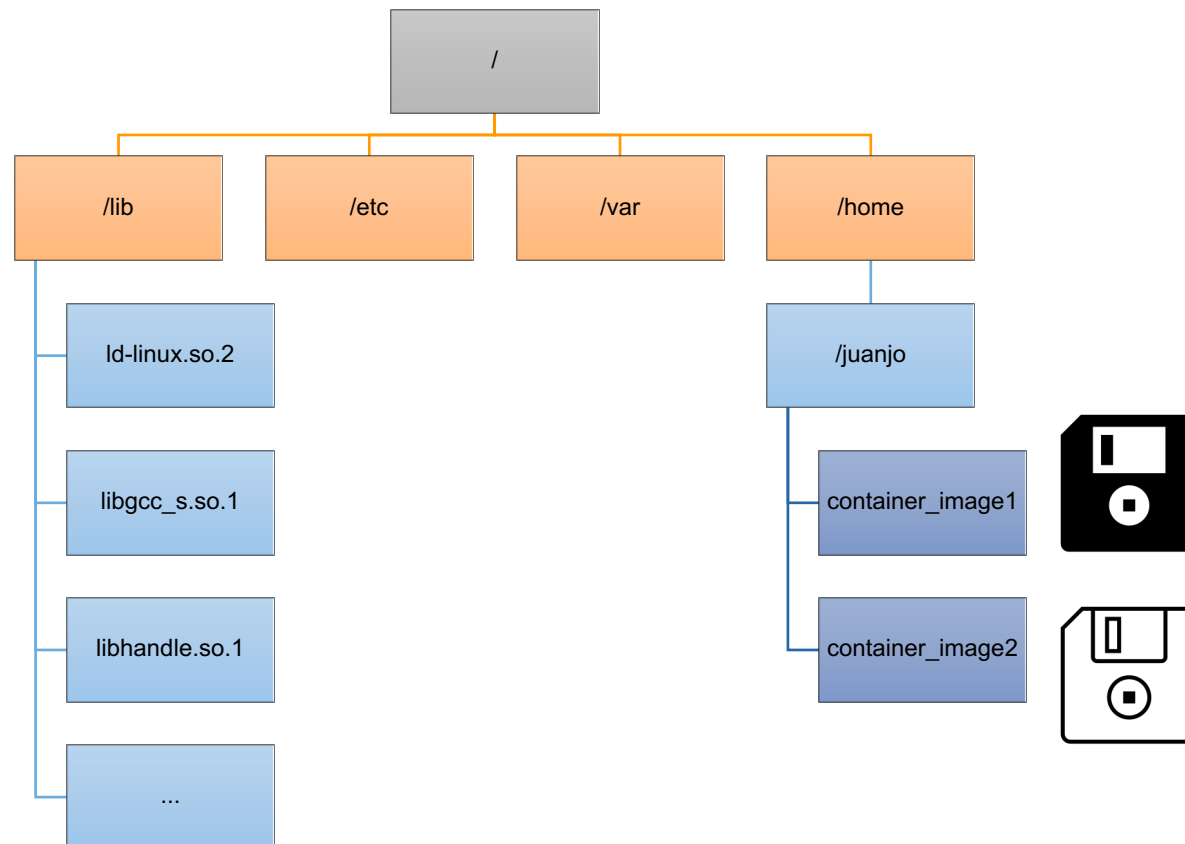 /
/lib
/etc
/var
/home
ld-linux.so.2
/juanjo
libgcc_s.so.1
container_image1
libhandle.so.1
container_image2
...